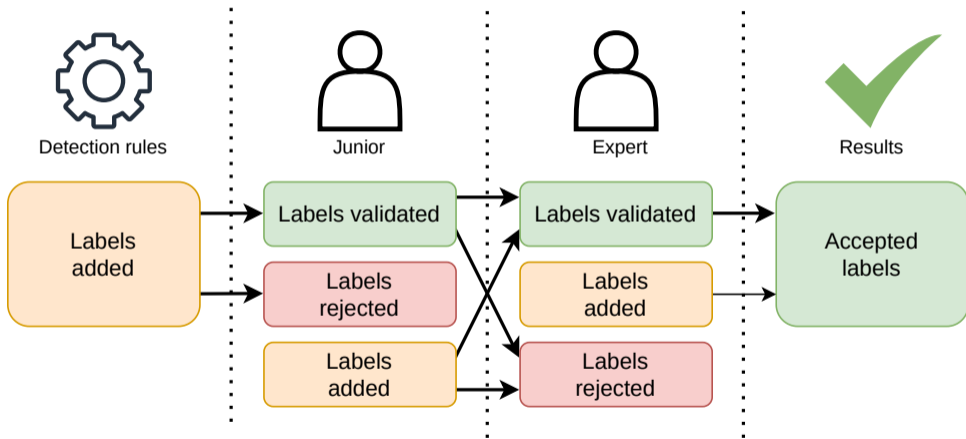 Detection rules
Junior
Expert
Results
Labels
added
Labels validated
Labels
rejected
Labels
added
Labels validated
Labels
added
Labels
rejected
Accepted
labels